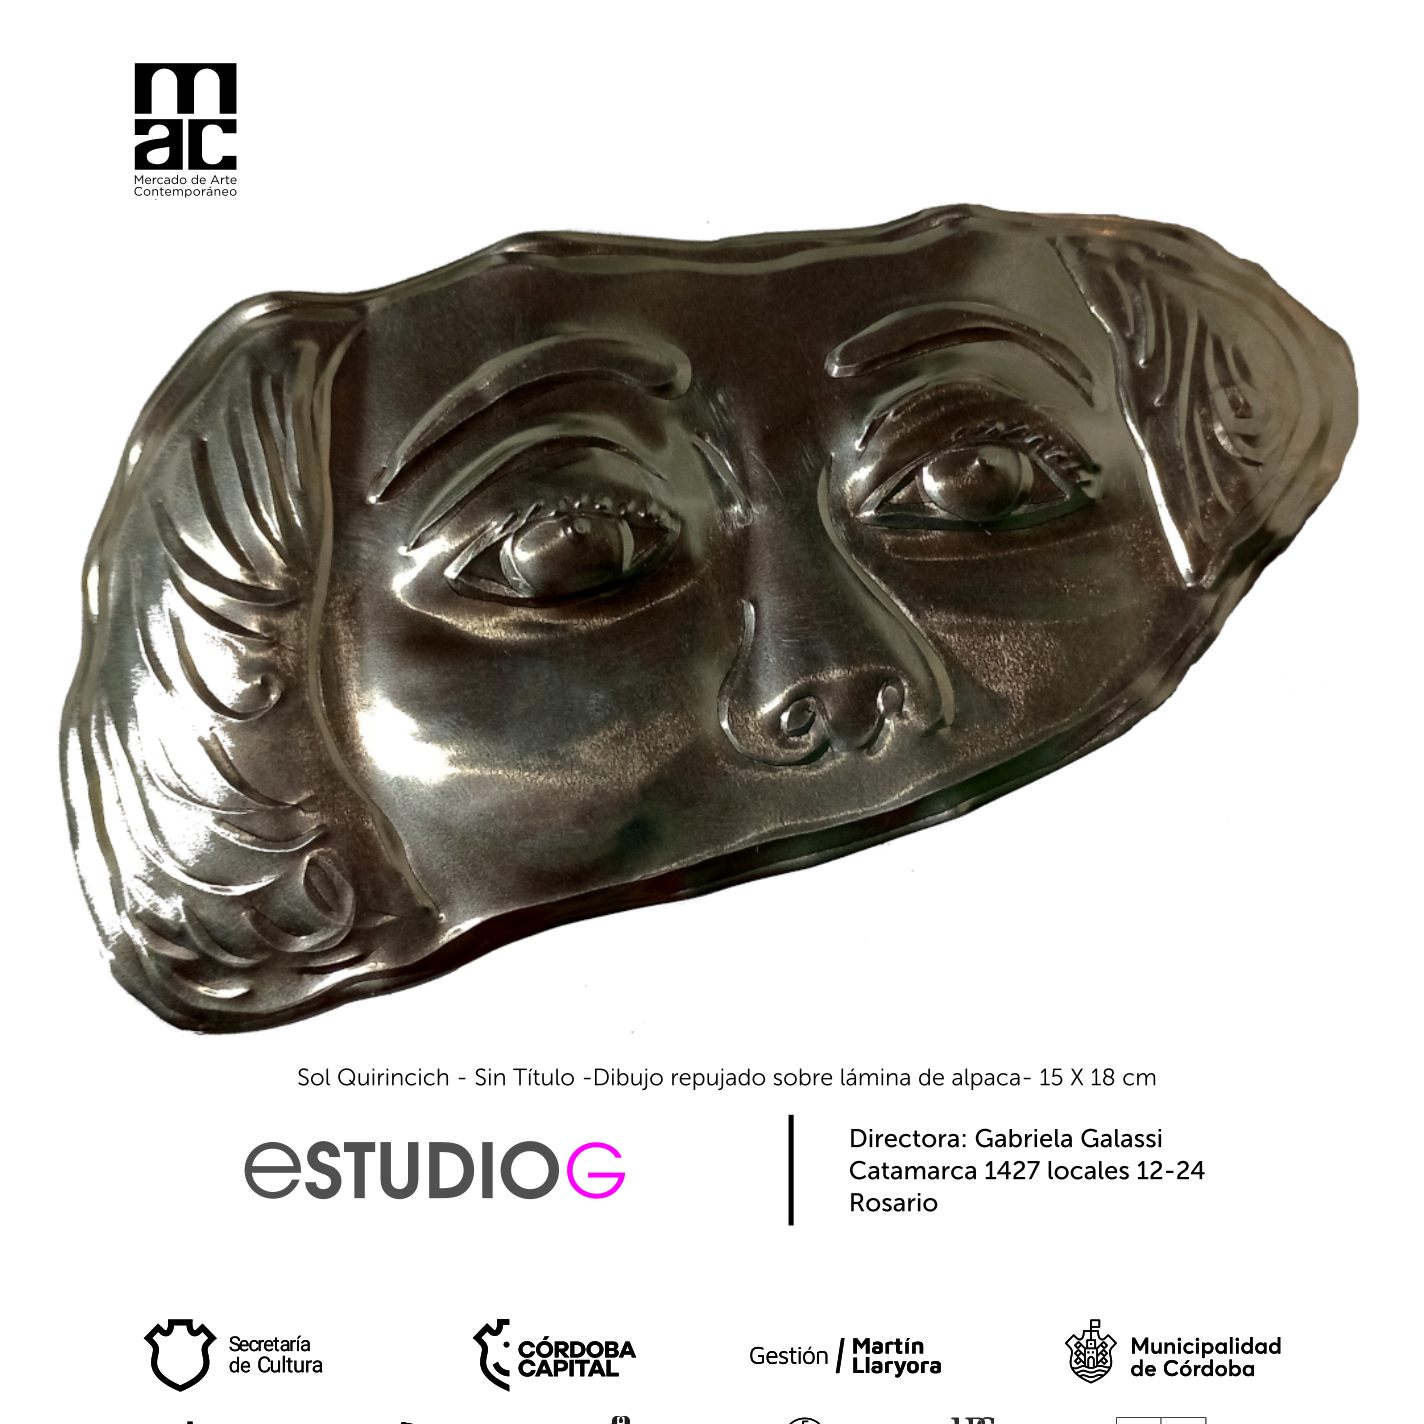 mac
Mercado de Arte
Contemporáneo
Sol Quirincich - Sin Título -Dibujo repujado sobre lámina de alpaca- 15 X 18 cm
eSTUDIOG
Directora: Gabriela Galassi
Catamarca 1427 locales 12-24
Rosario
Secretaría
de Cultura
CÓRDOBA
CAPITAL
Gestión / Martín
Llaryora
Municipalidad
de Córdoba